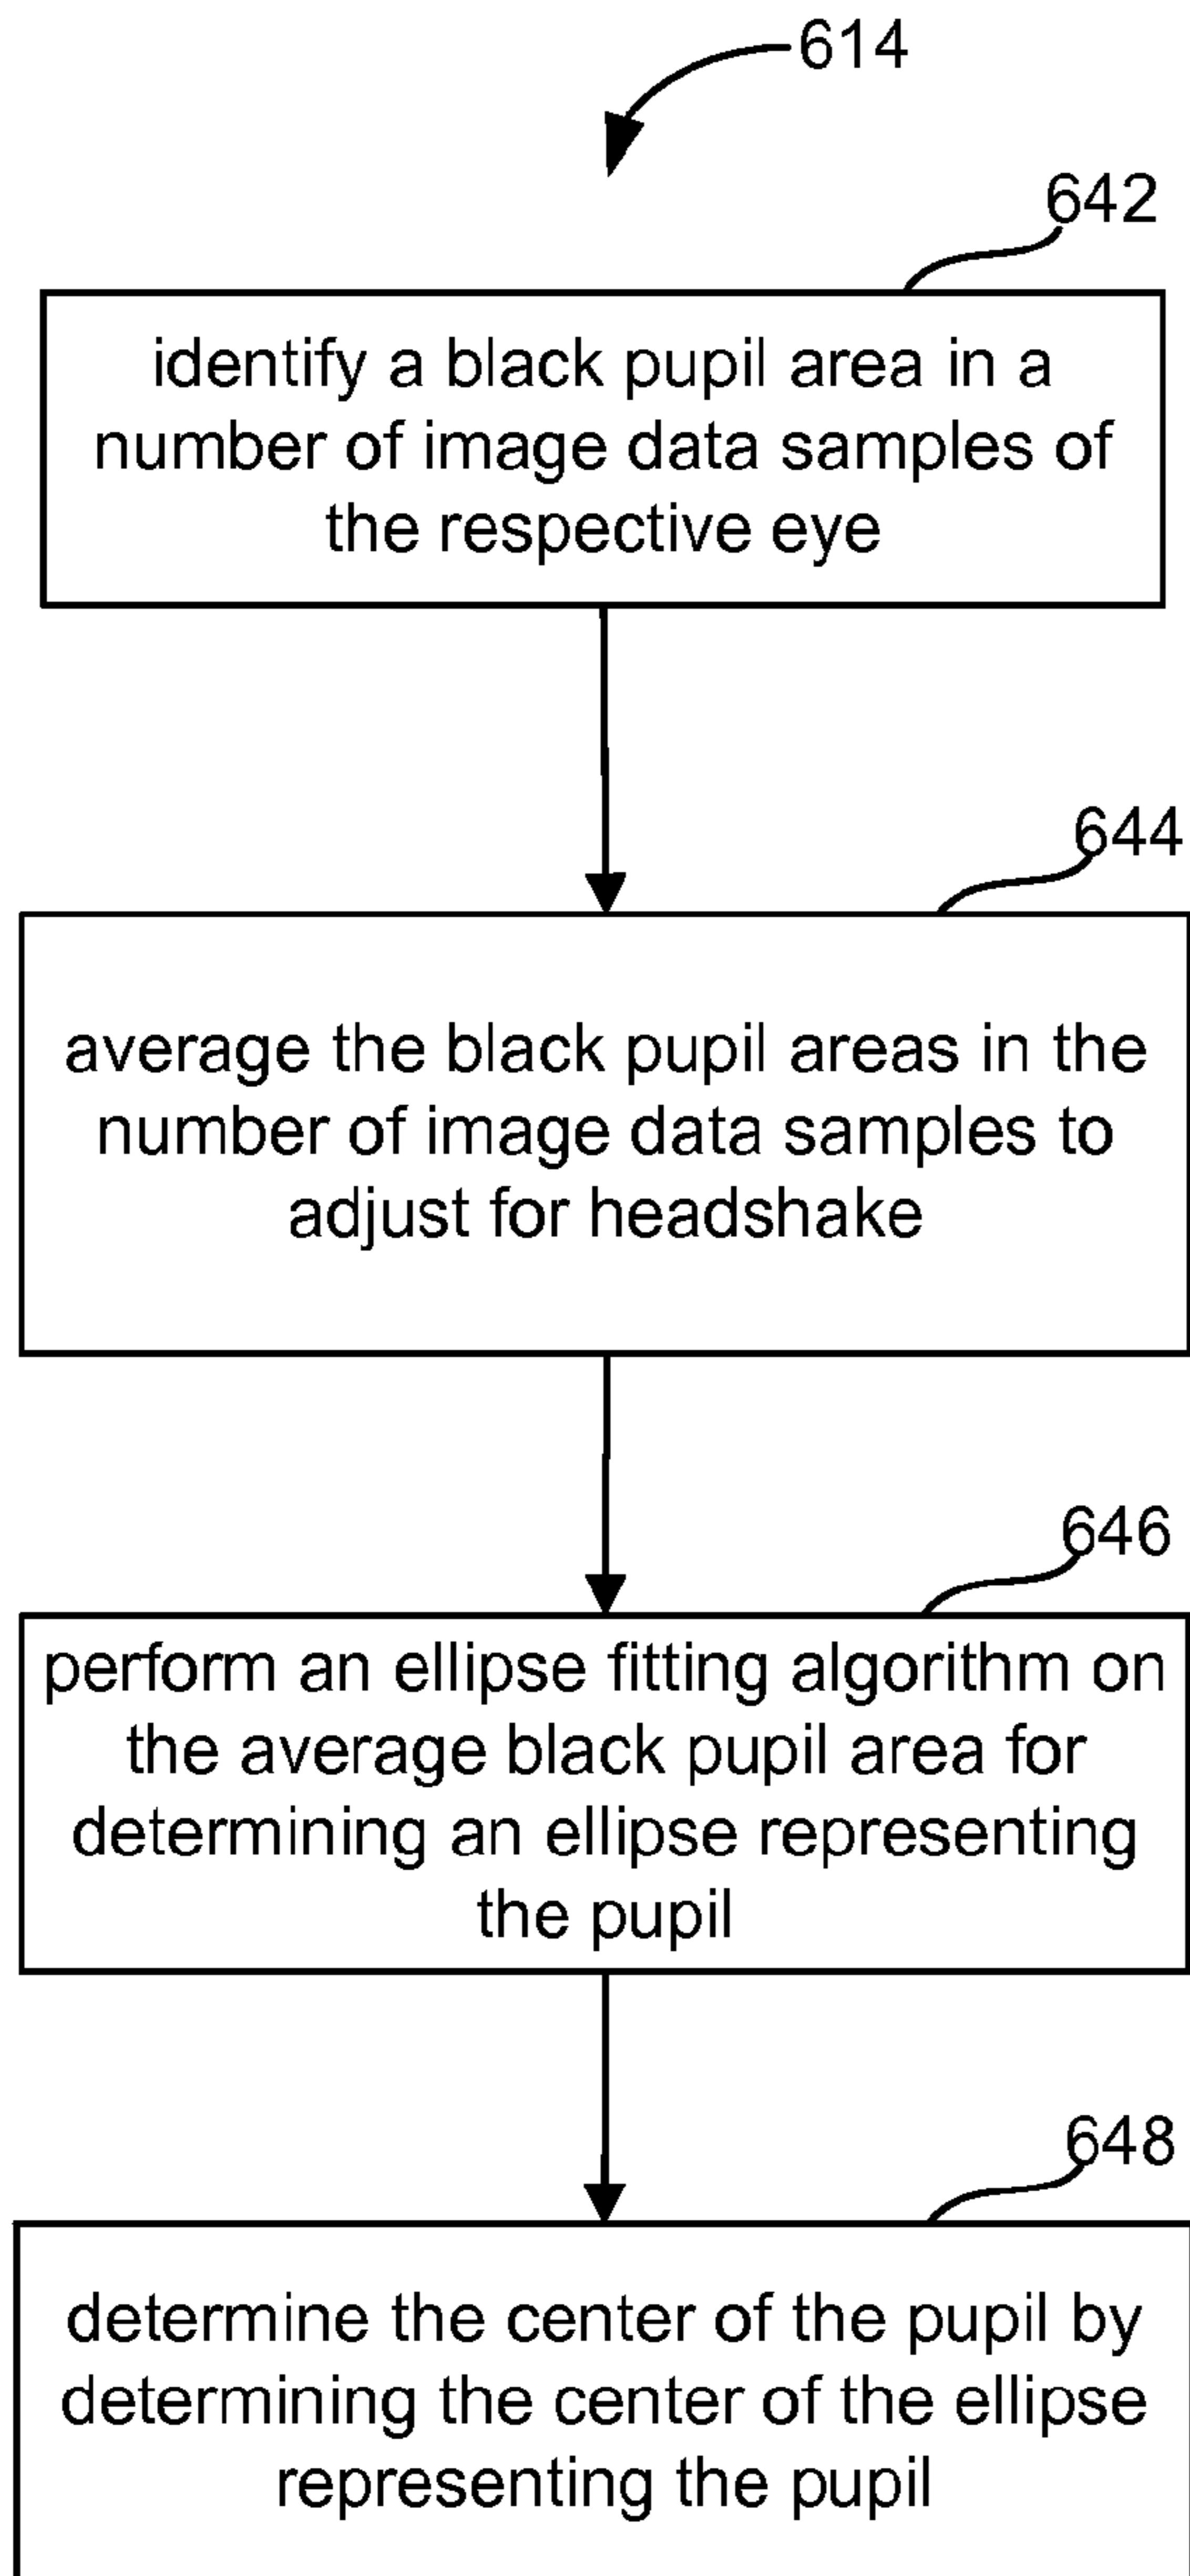 614
642
identify a black pupil area in a
number of image data samples of
the respective eye
644
average the black pupil areas in the
number of image data samples to
adjust for headshake
646
perform an ellipse fitting algorithm on
the average black pupil area for
determining an ellipse representing
the pupil
648
determine the center of the pupil by
determining the center of the ellipse
representing the pupil